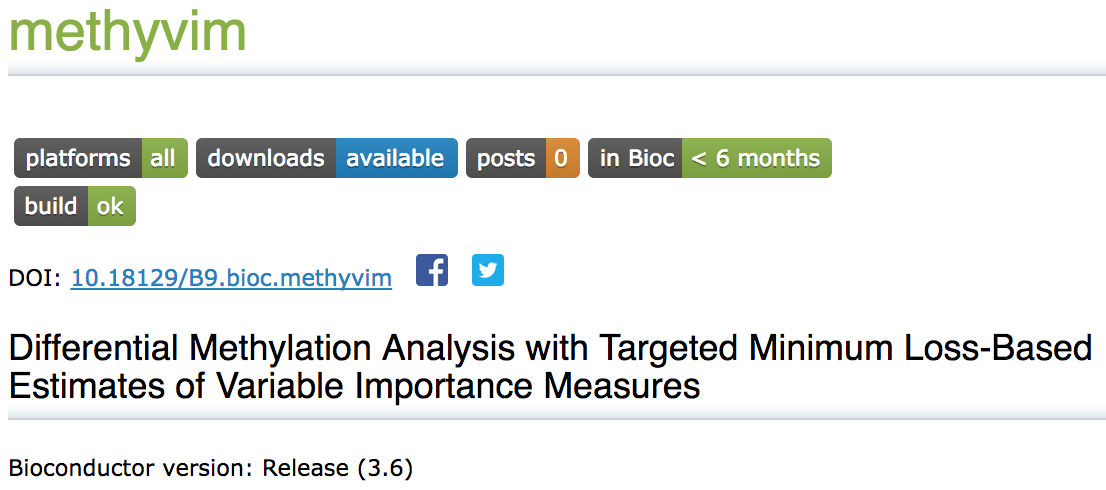 methyvim
platforms all downloads available posts 0 in Bioc < 6 months
build ok
DOI: 10.18129/B9.bioc.methyvim
Differential Methylation Analysis with Targeted Minimum Loss-Based
Estimates of Variable Importance Measures
Bioconductor version: Release (3.6)